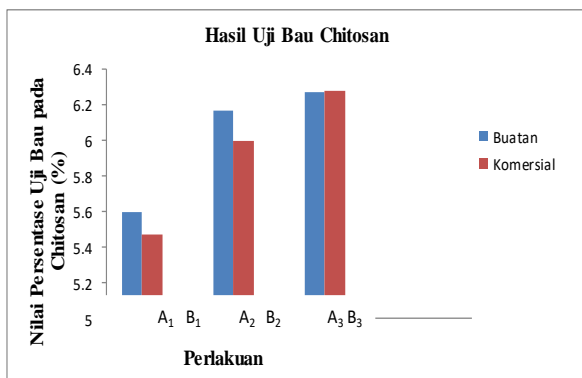 Hasil Uji Bau Chitosan
Nilai Persentase Uji Bau pada
Chitosan (%)
6.4
6.2
6
5.8
5.6
5.4
5.2
5
A₁ B₁ A₂ B₂ A₃ B₃
Perlakuan
Buatan
Komersial